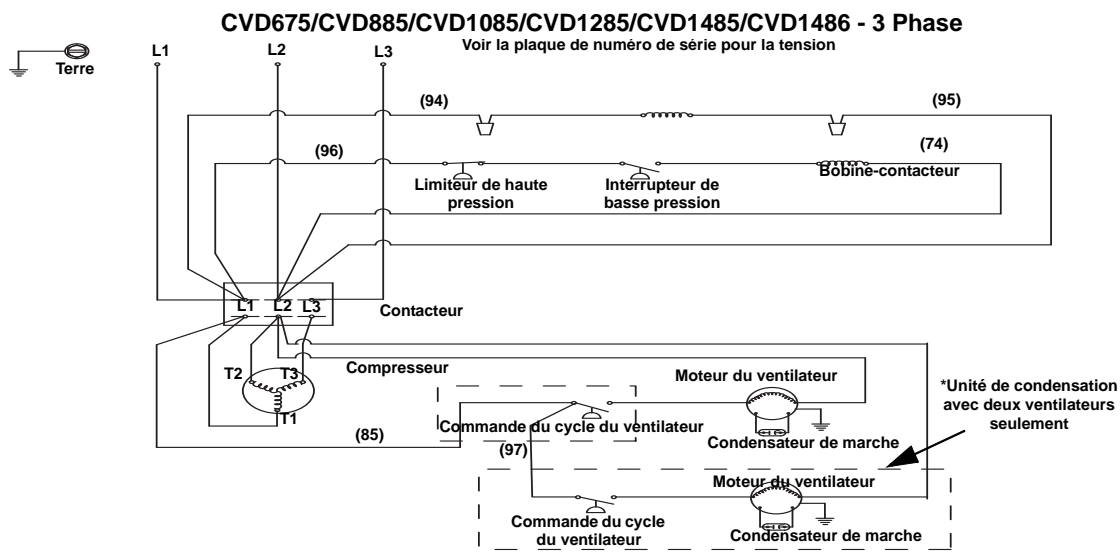 CVD675/CVD885/CVD1085/CVD1285/CVD1485/CVD1486 - 3 Phase
Voir la plaque de numéro de série pour la tension
Terre
L1
L2
L3
(94)
(95)
(96)
(74)
Limiteur de haute
pression
Interrupteur de
basse pression
Bobine-contacteur
L1
L2
L3
Contacteur
Compresseur
T2
T3
T1
Moteur du ventilateur
*Unité de condensation
avec deux ventilateurs
seulement
Commande du cycle du ventilateur
Condensateur de marche
(85)
(97)
Moteur du ventilateur
Commande du cycle
du ventilateur
Condensateur de marche